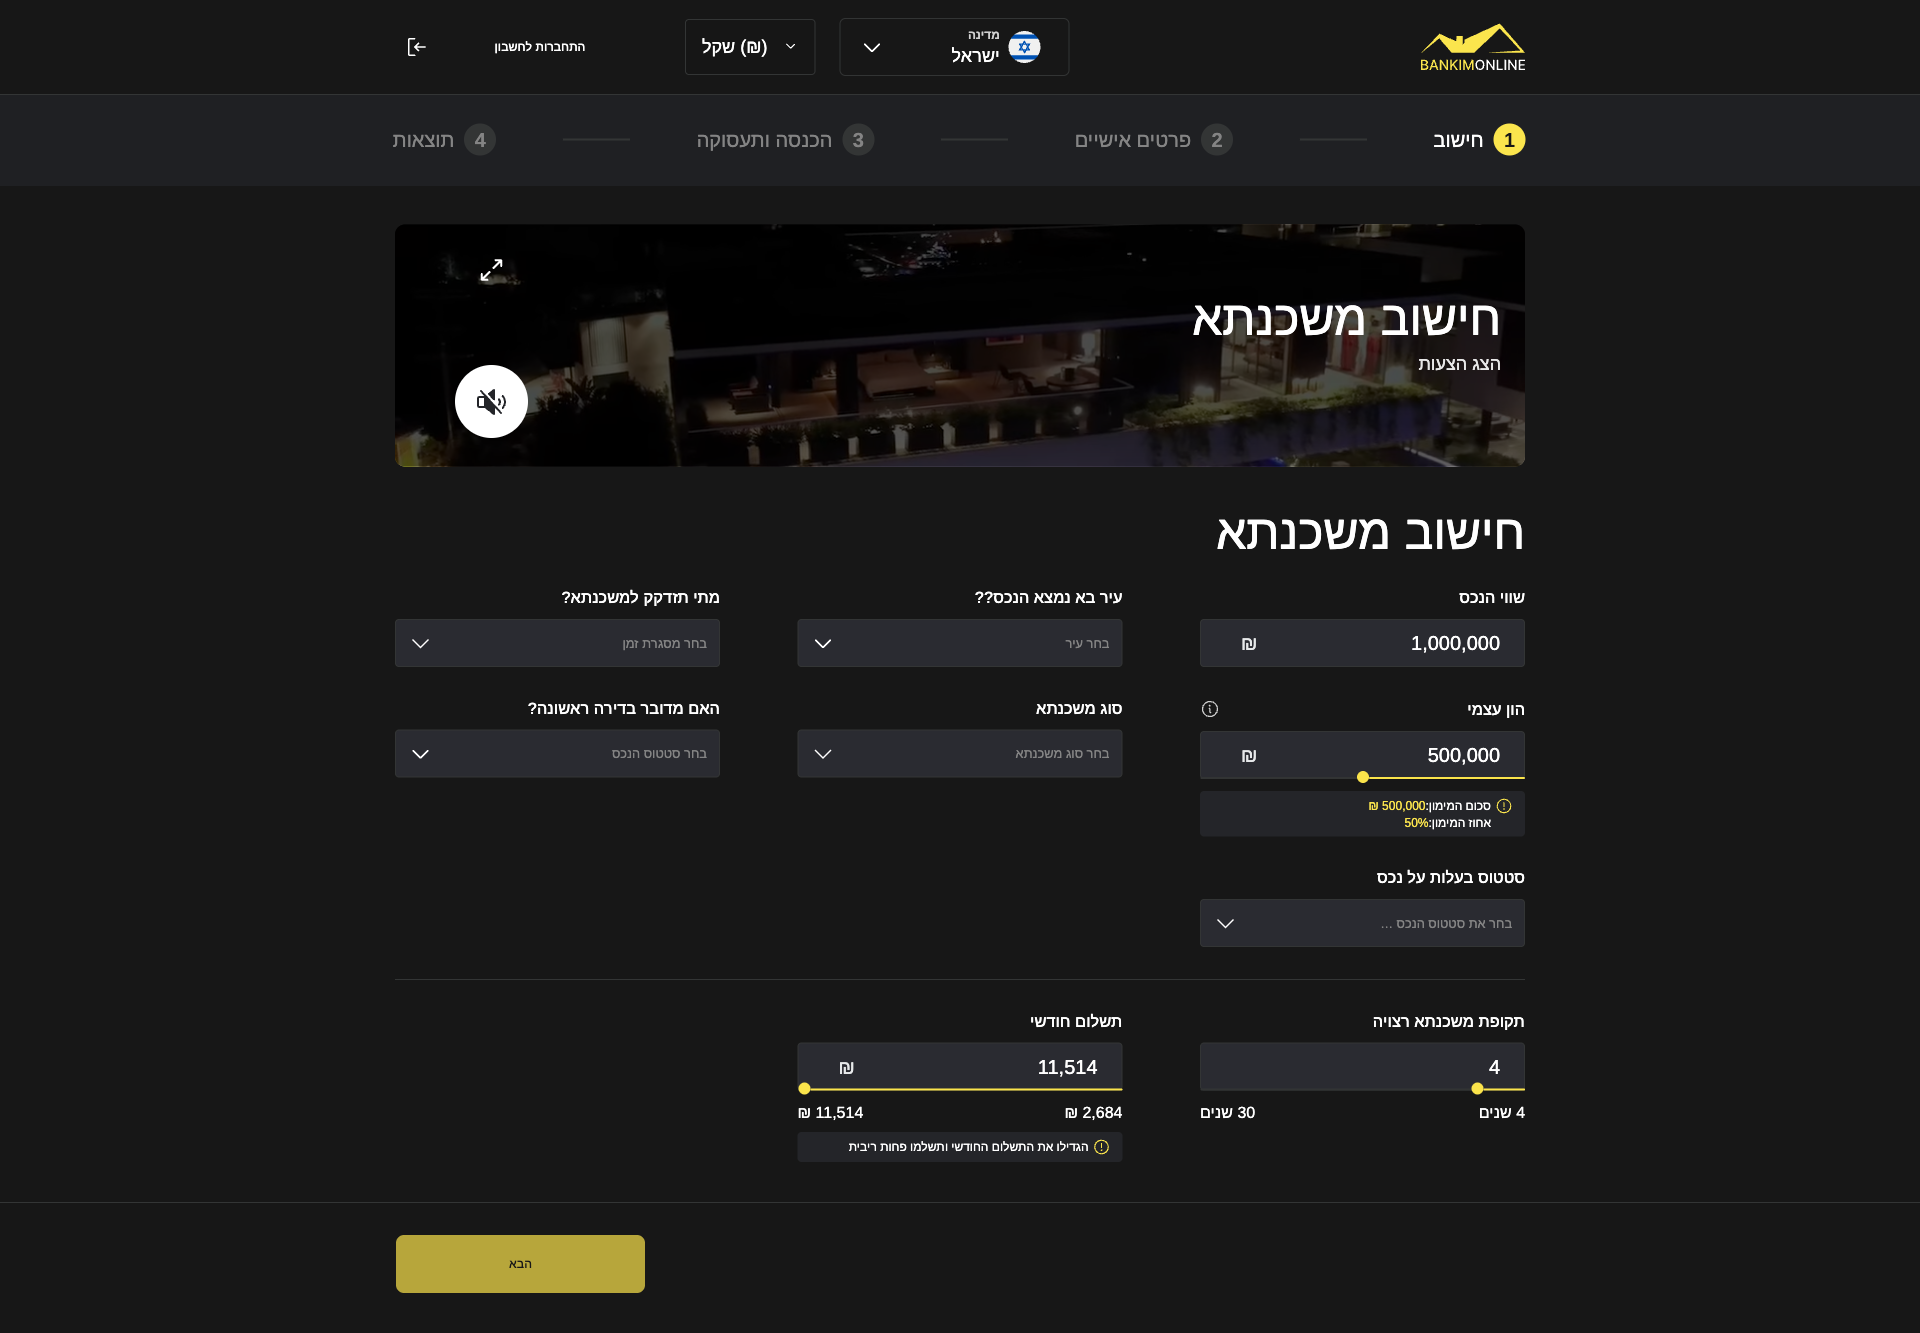 BANKIMONLINE
מדינה
ישראל
שקל (₪)
התחברות לחשבון
1 חישוב
2 פרטים אישיים
3 הכנסה ותעסוקה
4 תוצאות
חישוב משכנתא
הצג הצעות
חישוב משכנתא
שווי הנכס
1,000,000 ₪
עיר בא נמצא הנכס??
בחר עיר
מתי תזדקק למשכנתא?
בחר מסגרת זמן
הון עצמי
500,000 ₪
סכום המימון:500,000 ₪
אחוז המימון:50%
סוג משכנתא
בחר סוג משכנתא
האם מדובר בדירה ראשונה?
בחר סטטוס הנכס
סטטוס בעלות על נכס
בחר את סטטוס הנכס ...
תקופת משכנתא רצויה
4
4 שנים
30 שנים
תשלום חודשי
11,514 ₪
2,684 ₪
11,514 ₪
הגדילו את התשלום החודשי ותשלמו פחות ריבית
הבא